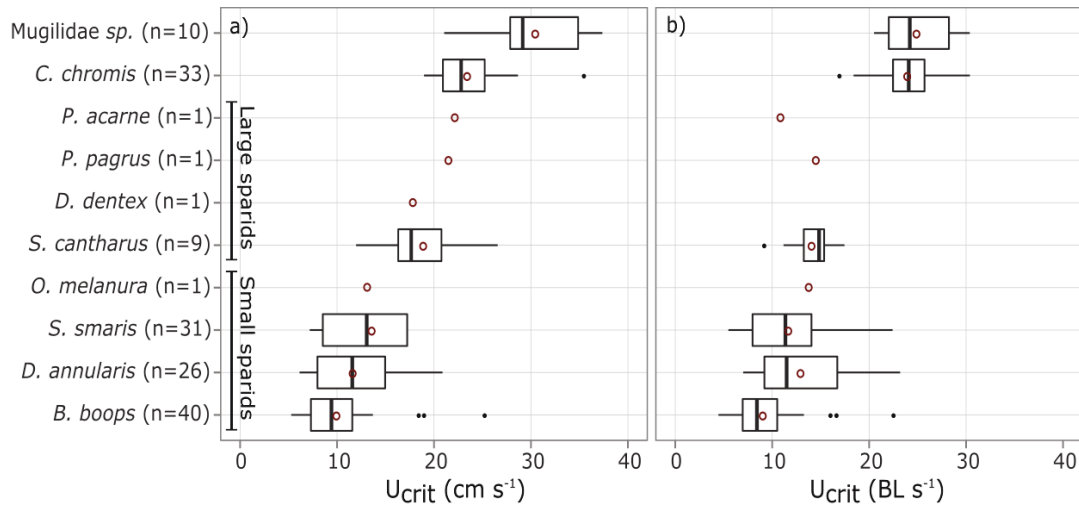 a)
b)
Mugilidae sp. (n=10)
C. chromis (n=33)
P. acarne (n=1)
P. pagrus (n=1)
D. dentex (n=1)
S. cantharus (n=9)
O. melanura (n=1)
S. smaris (n=31)
D. annularis (n=26)
B. boops (n=40)
Large sparids
Small sparids
0 10 20 30 40
0 10 20 30 40
Ucrit (cm s⁻¹)
Ucrit (BL s⁻¹)